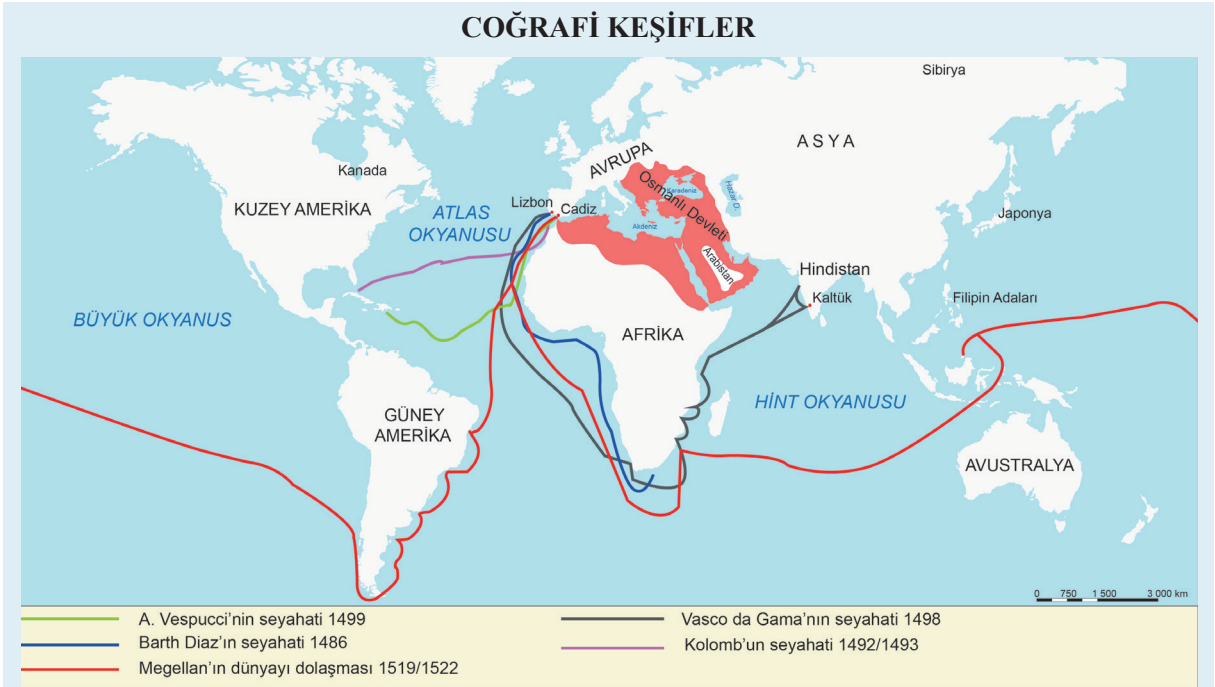 COĞRAFİ KEŞİFLER
Sibirya
ASYA
AVRUPA
Kanada
Osmanlı Devleti
Karadeniz
Hazar D.
KUZEY AMERİKA
Lizbon
Cadiz
ATLAS
OKYANUSU
Akdeniz
Japonya
Arabistan
Hindistan
Kaltük
Filipin Adaları
BÜYÜK OKYANUS
AFRİKA
HİNT OKYANUSU
GÜNEY
AMERİKA
AVUSTRALYA
0 750 1 500 3 000 km
A. Vespucci'nin seyahati 1499
Barth Diaz'ın seyahati 1486
Megellan'ın dünyayı dolaşması 1519/1522
Vasco da Gama'nın seyahati 1498
Kolomb'un seyahati 1492/1493